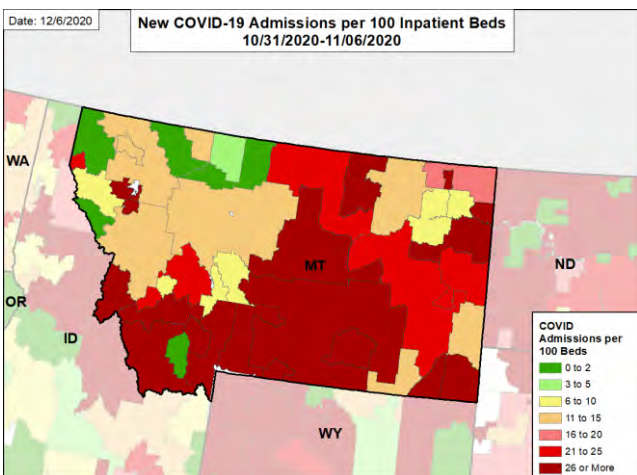 Date: 12/6/2020
New COVID-19 Admissions per 100 Inpatient Beds
10/31/2020-11/06/2020
WA
MT
ND
OR
ID
WY
COVID
Admissions per
100 Beds
0 to 2
3 to 5
6 to 10
11 to 15
16 to 20
21 to 25
26 or More